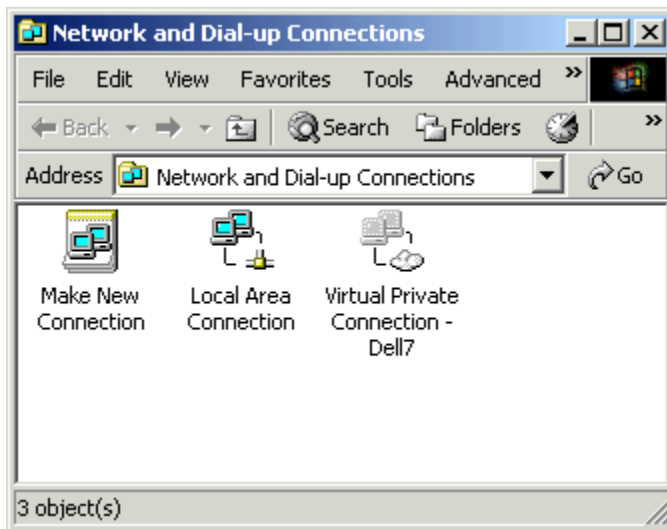 Network and Dial-up Connections
File Edit View Favorites Tools Advanced »
Back Search Folders »
Address Network and Dial-up Connections Go
Make New Local Area Virtual Private
Connection Connection Connection -
Dell7
3 object(s)